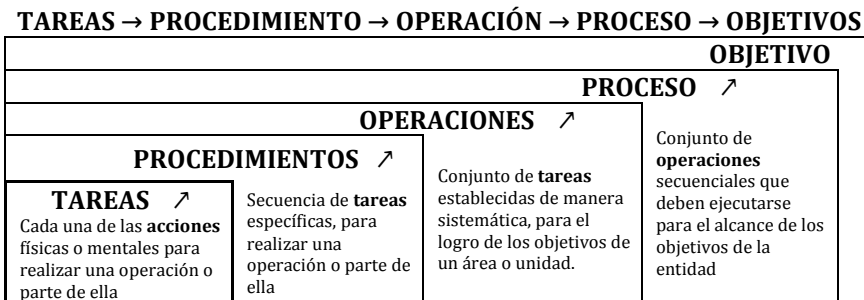 TAREAS → PROCEDIMIENTO → OPERACIÓN → PROCESO → OBJETIVOS
OBJETIVO
PROCESO ↗
OPERACIONES ↗
PROCEDIMIENTOS ↗
TAREAS ↗
Cada una de las acciones
físicas o mentales para
realizar una operación o
parte de ella
Secuencia de tareas
específicas, para
realizar una
operación o parte de
ella
Conjunto de tareas
establecidas de manera
sistemática, para el
logro de los objetivos de
un área o unidad.
Conjunto de
operaciones
secuenciales que
deben ejecutarse
para el alcance de los
objetivos de la
entidad